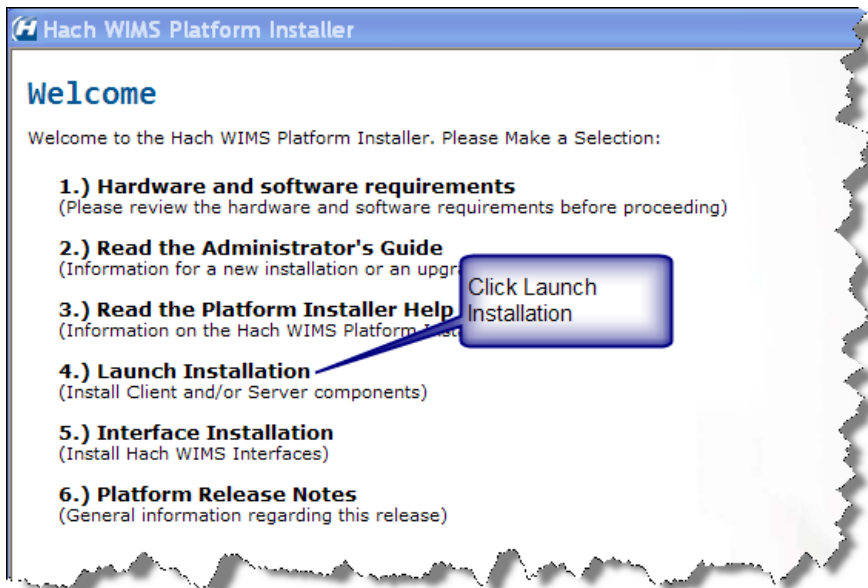 Hach WIMS Platform Installer
Welcome
Welcome to the Hach WIMS Platform Installer. Please Make a Selection:
1.) Hardware and software requirements
(Please review the hardware and software requirements before proceeding)
2.) Read the Administrator's Guide
(Information for a new installation or an upgr
3.) Read the Platform Installer Help
(Information on the Hach WIMS Platform Inst
Click Launch
Installation
4.) Launch Installation
(Install Client and/or Server components)
5.) Interface Installation
(Install Hach WIMS Interfaces)
6.) Platform Release Notes
(General information regarding this release)